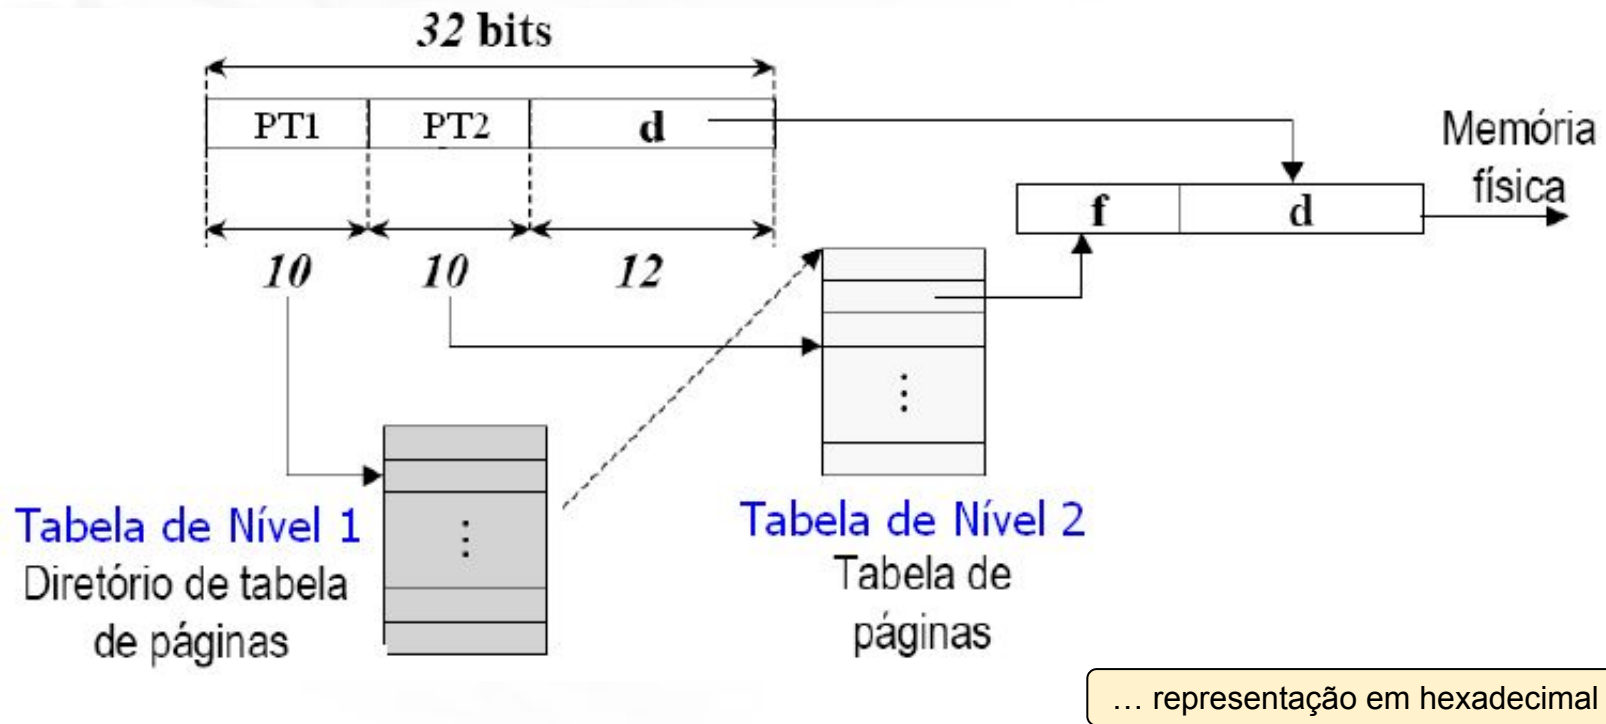 32 bits
PT1 PT2 d
Memória
física
f d
10 10 12
Tabela de Nível 1
Diretório de tabela
de páginas
Tabela de Nível 2
Tabela de
páginas
… representação em hexadecimal